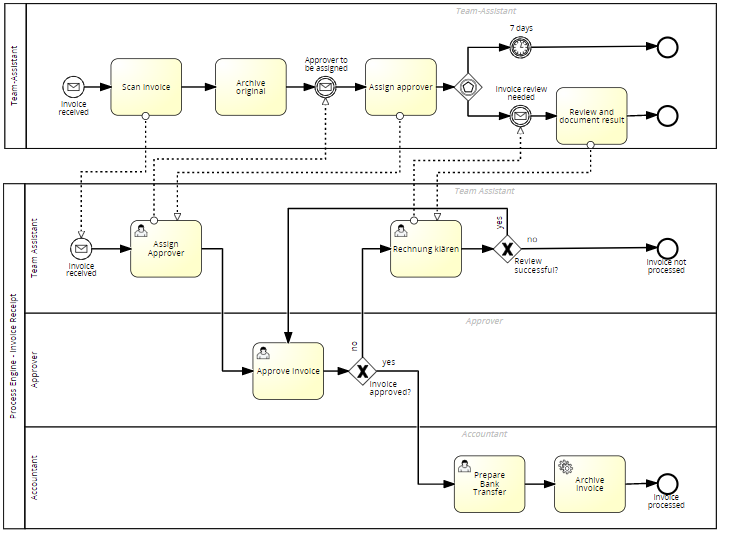 Team-Assistant
Team-Assistant
7 days
Approver to
be assigned
Invoice review
needed
Scan Invoice
Archive
original
Assign approver
Review and
document result
Invoice
received
Team Assistant
Process Engine - Invoice Receipt
Team Assistant
Assign
Approver
Rechnung klären
yes
no
Invoice
received
Review
successful?
Invoice not
processed
Approver
Approver
Approve Invoice
no
yes
Invoice
approved?
Accountant
Accountant
Prepare
Bank
Transfer
Archive
Invoice
Invoice
processed